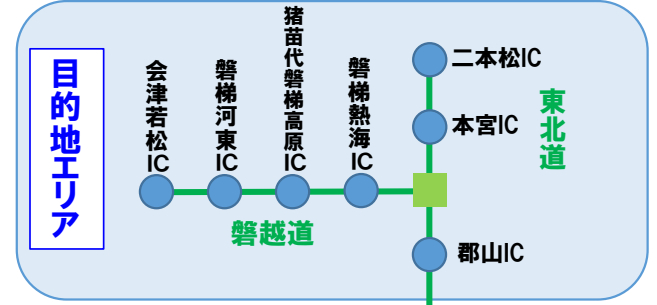 目的地エリア
会津若松IC
磐梯河東IC
猪苗代磐梯高原IC
磐梯熱海IC
磐越道
二本松IC
本宮IC
東北道
郡山IC